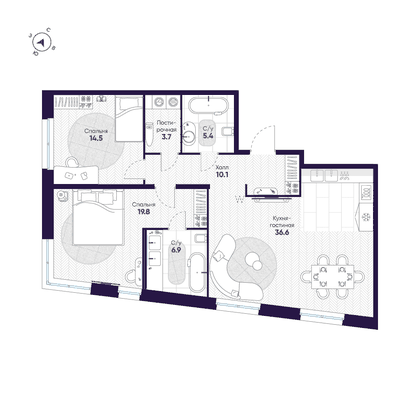 Спальня
14.5
Пости-
рочная
3.7
С/у
5.4
Холл
10.1
Спальня
19.8
С/у
6.9
Кухня-
гостиная
36.6